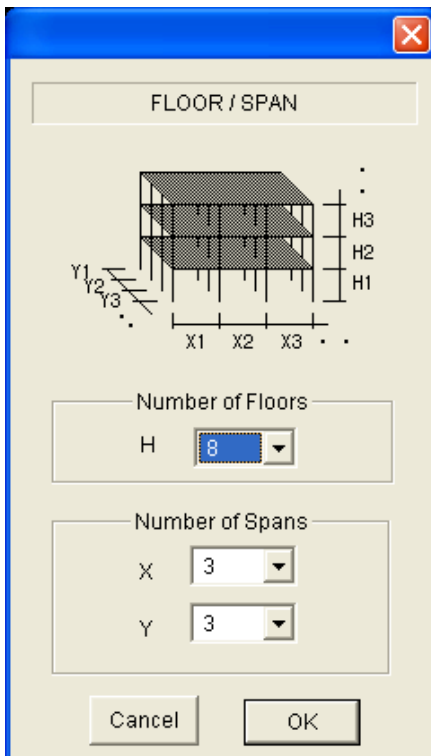 FLOOR / SPAN
H3
H2
H1
Y1
Y2
Y3
X1 X2 X3
Number of Floors
H 8
Number of Spans
X 3
Y 3
Cancel OK